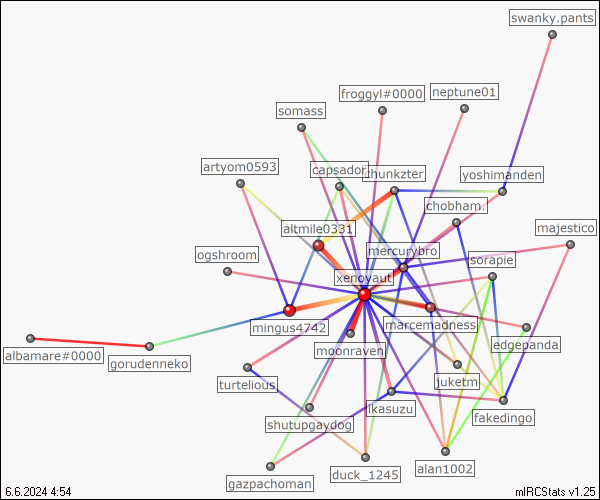 swanky.pants
froggyl#0000
neptune01
somass
artyom0593
capsador
chunkzter
yoshimanden
chobham.
altmile0331
majestico
mercurybro
ogshroom
sorapie
xenoyaut
mingus4742
marcemadness
edgepanda
moonraven
albamare#0000
gorudenneko
turtelious
juketm
ikasuzu
fakedingo
shutupgaydog
duck_1245
alan1002
gazpachoman
6.6.2024 4:54
mIRCStats v1.25